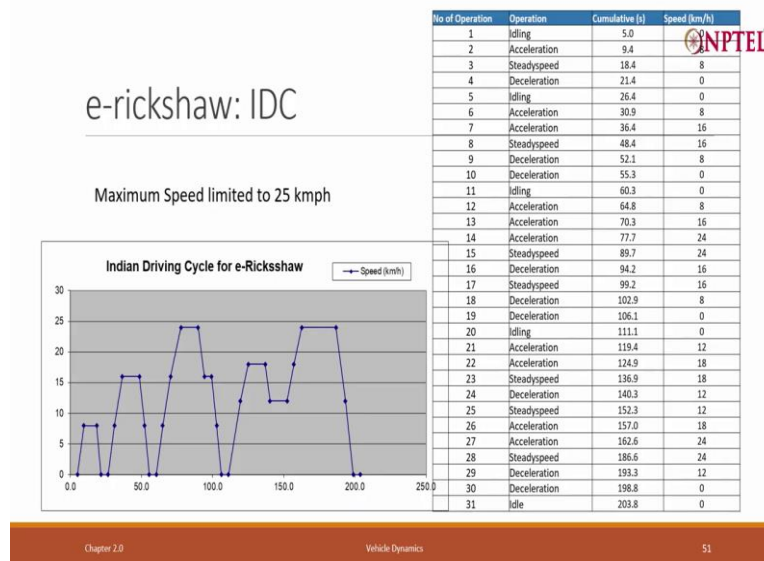 e-rickshaw: IDC
Maximum Speed limited to 25 kmph
Indian Driving Cycle for e-Ricksshaw
Speed (km/h)
30
25
20
15
10
5
0
0.0 50.0 100.0 150.0 200.0 250.0
No of Operation Operation Cumulative (s) Speed (km/h)
1 Idling 5.0 0
2 Acceleration 9.4
3 Steadyspeed 18.4 8
4 Deceleration 21.4 0
5 Idling 26.4 0
6 Acceleration 30.9 8
7 Acceleration 36.4 16
8 Steadyspeed 48.4 16
9 Deceleration 52.1 8
10 Deceleration 55.3 0
11 Idling 60.3 0
12 Acceleration 64.8 8
13 Acceleration 70.3 16
14 Acceleration 77.7 24
15 Steadyspeed 89.7 24
16 Deceleration 94.2 16
17 Steadyspeed 99.2 16
18 Deceleration 102.9 8
19 Deceleration 106.1 0
20 Idling 111.1 0
21 Acceleration 119.4 12
22 Acceleration 124.9 18
23 Steadyspeed 136.9 18
24 Deceleration 140.3 12
25 Steadyspeed 152.3 12
26 Acceleration 157.0 18
27 Acceleration 162.6 24
28 Steadyspeed 186.6 24
29 Deceleration 193.3 12
30 Deceleration 198.8 0
31 Idle 203.8 0
NPTEL
Chapter 2.0 Vehicle Dynamics 51